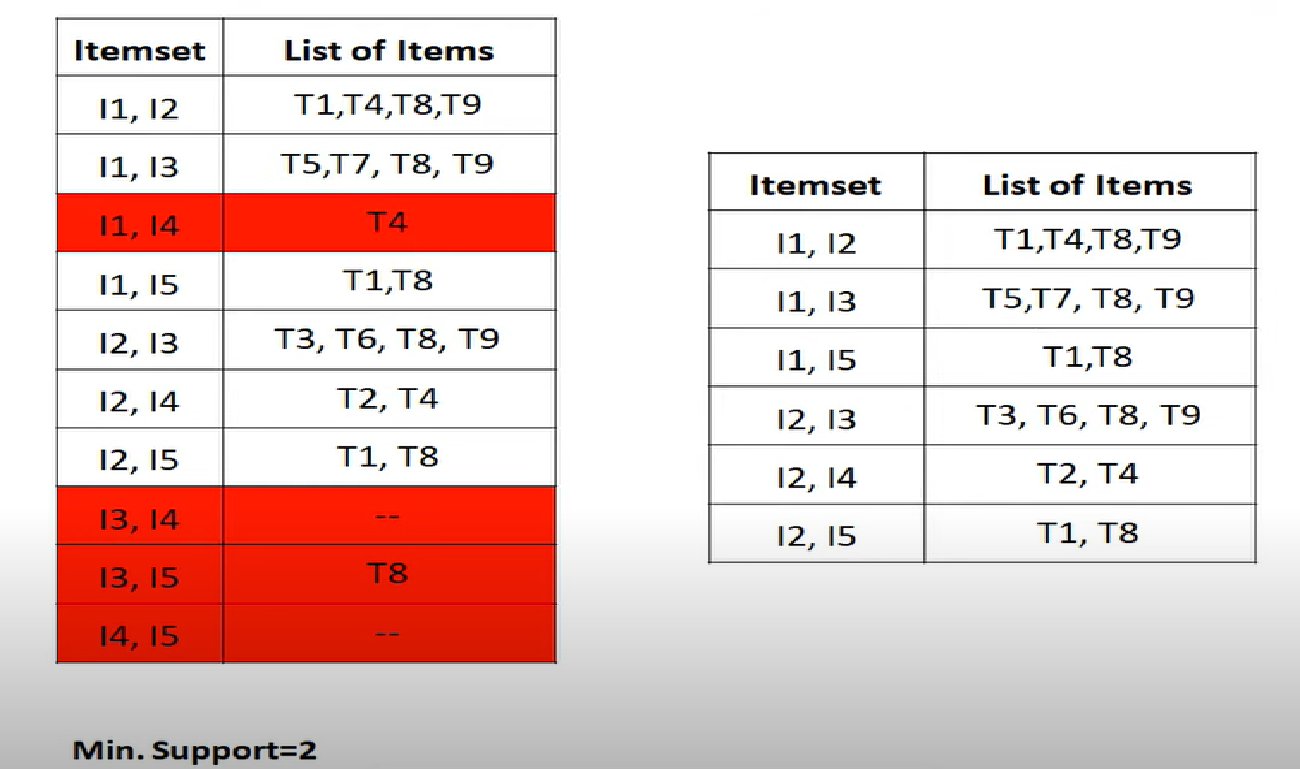 Itemset List of Items
I1, I2 T1,T4,T8,T9
I1, I3 T5,T7, T8, T9
I1, I4 T4
I1, I5 T1,T8
I2, I3 T3, T6, T8, T9
I2, I4 T2, T4
I2, I5 T1, T8
I3, I4 --
I3, I5 T8
I4, I5 --
Min. Support=2
Itemset List of Items
I1, I2 T1,T4,T8,T9
I1, I3 T5,T7, T8, T9
I1, I5 T1,T8
I2, I3 T3, T6, T8, T9
I2, I4 T2, T4
I2, I5 T1, T8